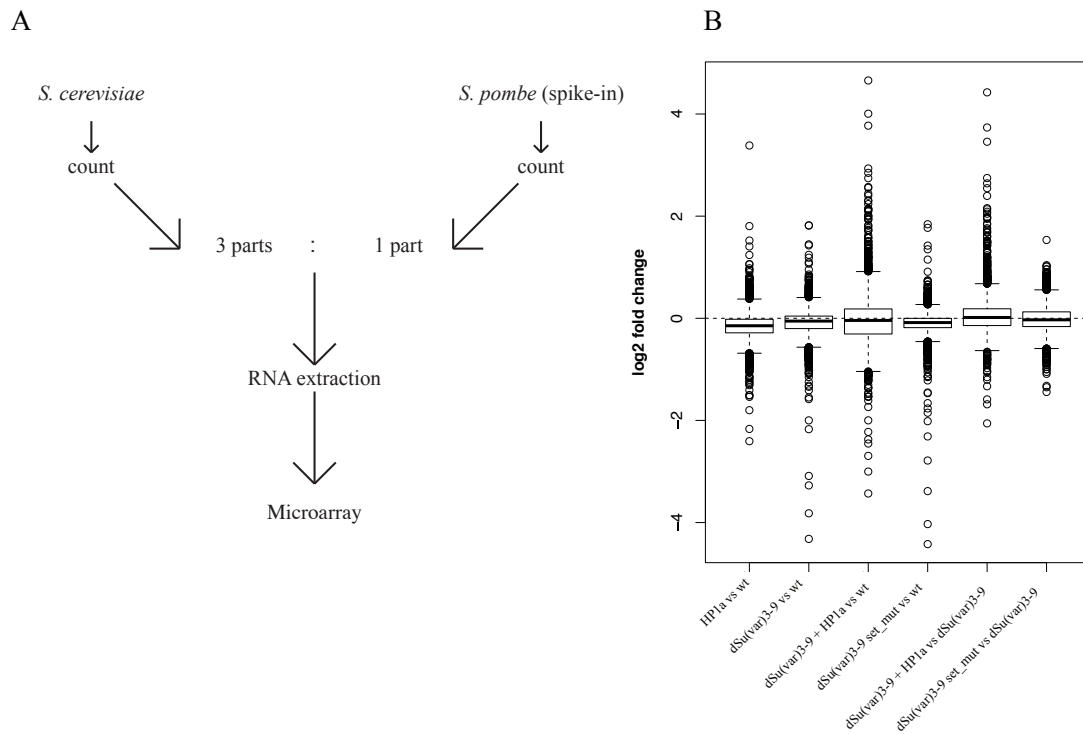 A
S. cerevisiae
S. pombe (spike-in)
count
count
3 parts : 1 part
RNA extraction
Microarray
B
log2 fold change
4
2
0
−2
−4
HP1a vs wt
dSu(var)3-9 vs wt
dSu(var)3-9 + HP1a vs wt
dSu(var)3-9 set_mut vs wt
dSu(var)3-9 + HP1a vs dSu(var)3-9
dSu(var)3-9 set_mut vs dSu(var)3-9